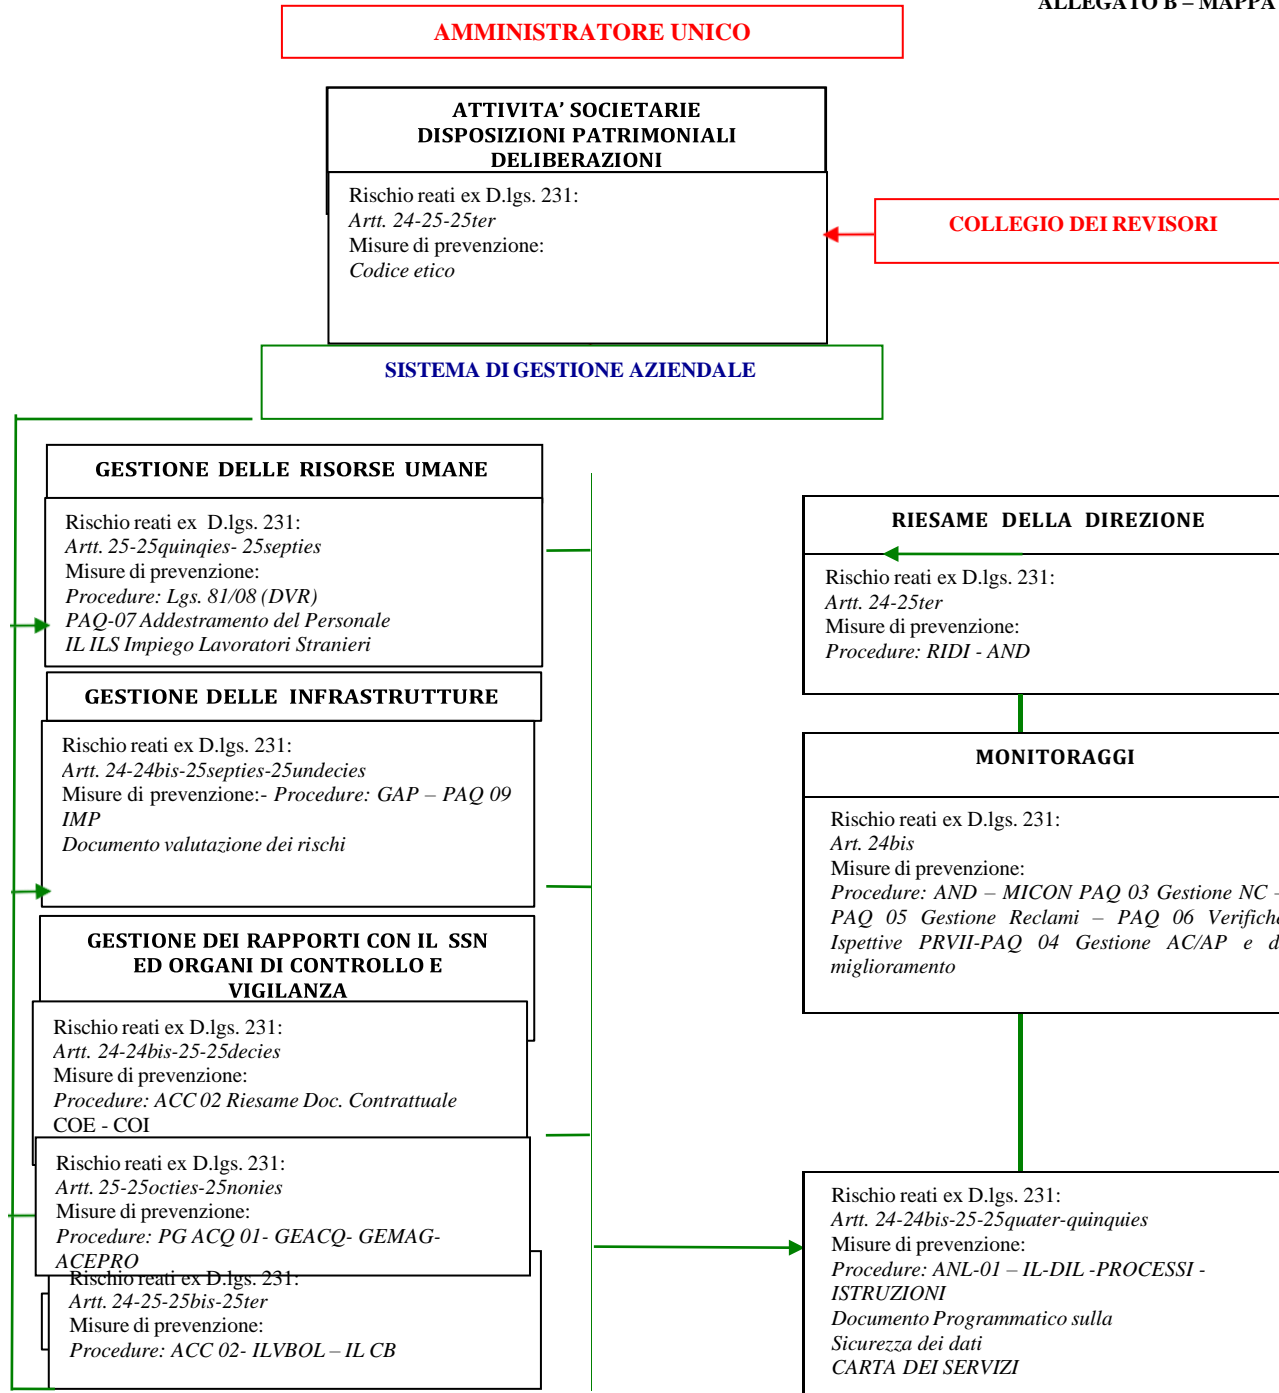 ALLEGATO B – MAPPA
AMMINISTRATORE UNICO
ATTIVITA’ SOCIETARIE
DISPOSIZIONI PATRIMONIALI
DELIBERAZIONI
Rischio reati ex D.lgs. 231:
Artt. 24-25-25ter
Misure di prevenzione:
Codice etico
COLLEGIO DEI REVISORI
SISTEMA DI GESTIONE AZIENDALE
GESTIONE DELLE RISORSE UMANE
Rischio reati ex D.lgs. 231:
Artt. 25-25quinqies- 25septies
Misure di prevenzione:
Procedure: Lgs. 81/08 (DVR)
PAQ-07 Addestramento del Personale
IL ILS Impiego Lavoratori Stranieri
GESTIONE DELLE INFRASTRUTTURE
Rischio reati ex D.lgs. 231:
Artt. 24-24bis-25septies-25undecies
Misure di prevenzione:- Procedure: GAP – PAQ 09
IMP
Documento valutazione dei rischi
GESTIONE DEI RAPPORTI CON IL SSN
ED ORGANI DI CONTROLLO E
VIGILANZA
Rischio reati ex D.lgs. 231:
Artt. 24-24bis-25-25decies
Misure di prevenzione:
Procedure: ACC 02 Riesame Doc. Contrattuale
COE - COI
Rischio reati ex D.lgs. 231:
Artt. 25-25octies-25nonies
Misure di prevenzione:
Procedure: PG ACQ 01- GEACQ- GEMAG-
ACEPRO
Rischio reati ex D.lgs. 231:
Artt. 24-25-25bis-25ter
Misure di prevenzione:
Procedure: ACC 02- ILVBOL – IL CB
RIESAME DELLA DIREZIONE
Rischio reati ex D.lgs. 231:
Artt. 24-25ter
Misure di prevenzione:
Procedure: RIDI - AND
MONITORAGGI
Rischio reati ex D.lgs. 231:
Art. 24bis
Misure di prevenzione:
Procedure: AND – MICON PAQ 03 Gestione NC –
PAQ 05 Gestione Reclami – PAQ 06 Verifiche
Ispettive PRVII-PAQ 04 Gestione AC/AP e d
miglioramento
Rischio reati ex D.lgs. 231:
Artt. 24-24bis-25-25quater-quinquies
Misure di prevenzione:
Procedure: ANL-01 – IL-DIL -PROCESSI -
ISTRUZIONI
Documento Programmatico sulla
Sicurezza dei dati
CARTA DEI SERVIZI